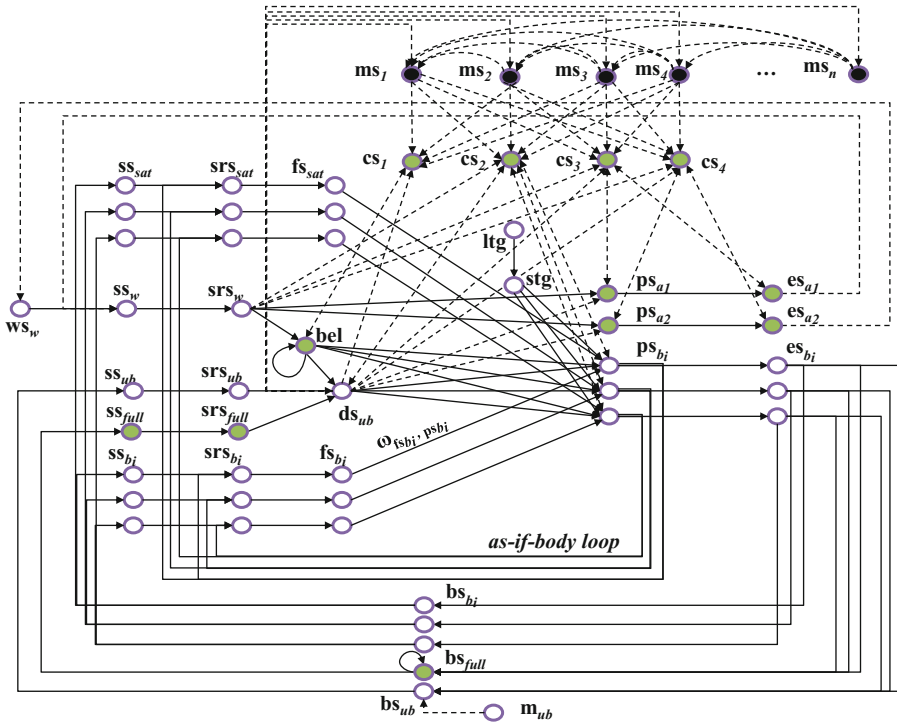 ms1 ms2 ms3 ms4 ... msn
cs1 cs2 cs3 cs4
sssat srssat fssat
ltg
stg
wsw ssw srsw psa1 esa1
bel psa2 esa2
psbi esbi
ssub srsub dsub
ssfull srsfull
ωfsbi, psbi
ssbi srsbi fsbi
as-if-body loop
bsbi
bsfull
bsub mub